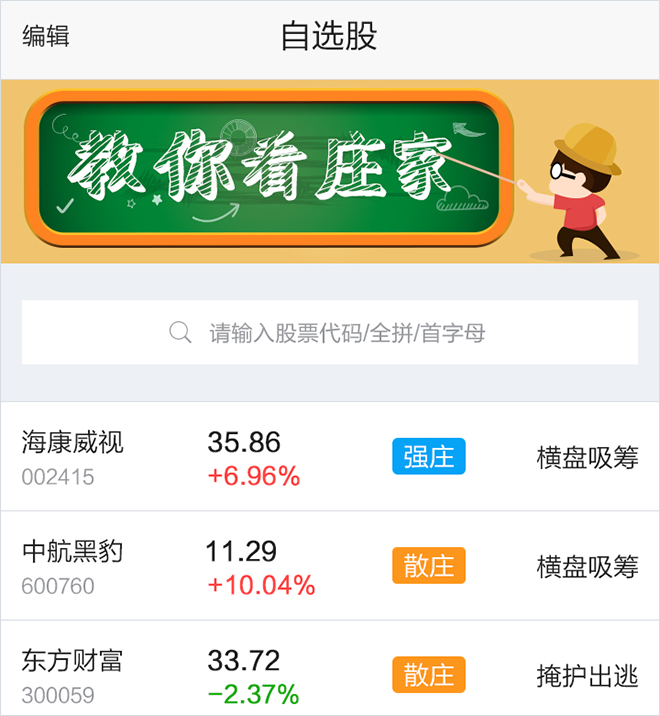 编辑
自选股
教你看庄家
请输入股票代码/全拼/首字母
海康威视 35.86 强庄 横盘吸筹
002415 +6.96%
中航黑豹 11.29 散庄 横盘吸筹
600760 +10.04%
东方财富 33.72 散庄 掩护出逃
300059 −2.37%